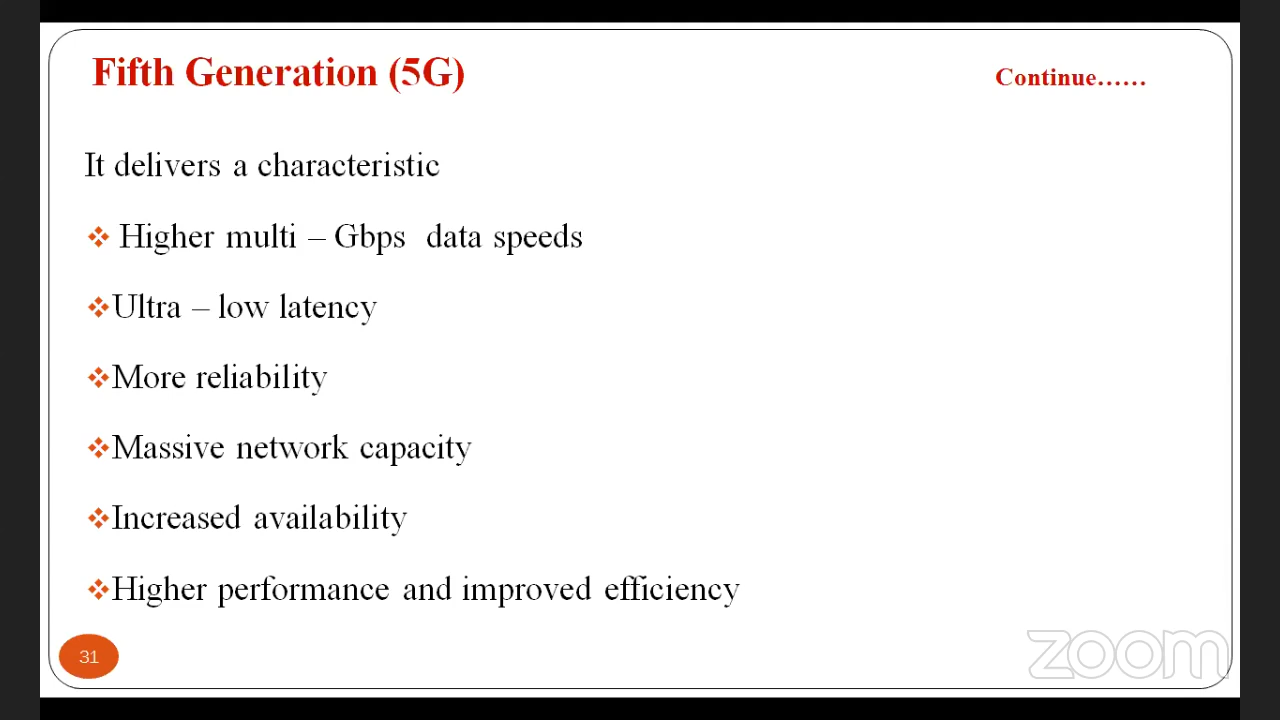 Fifth Generation (5G)
Continue......
It delivers a characteristic
Higher multi – Gbps data speeds
Ultra – low latency
More reliability
Massive network capacity
Increased availability
Higher performance and improved efficiency
31
zoom